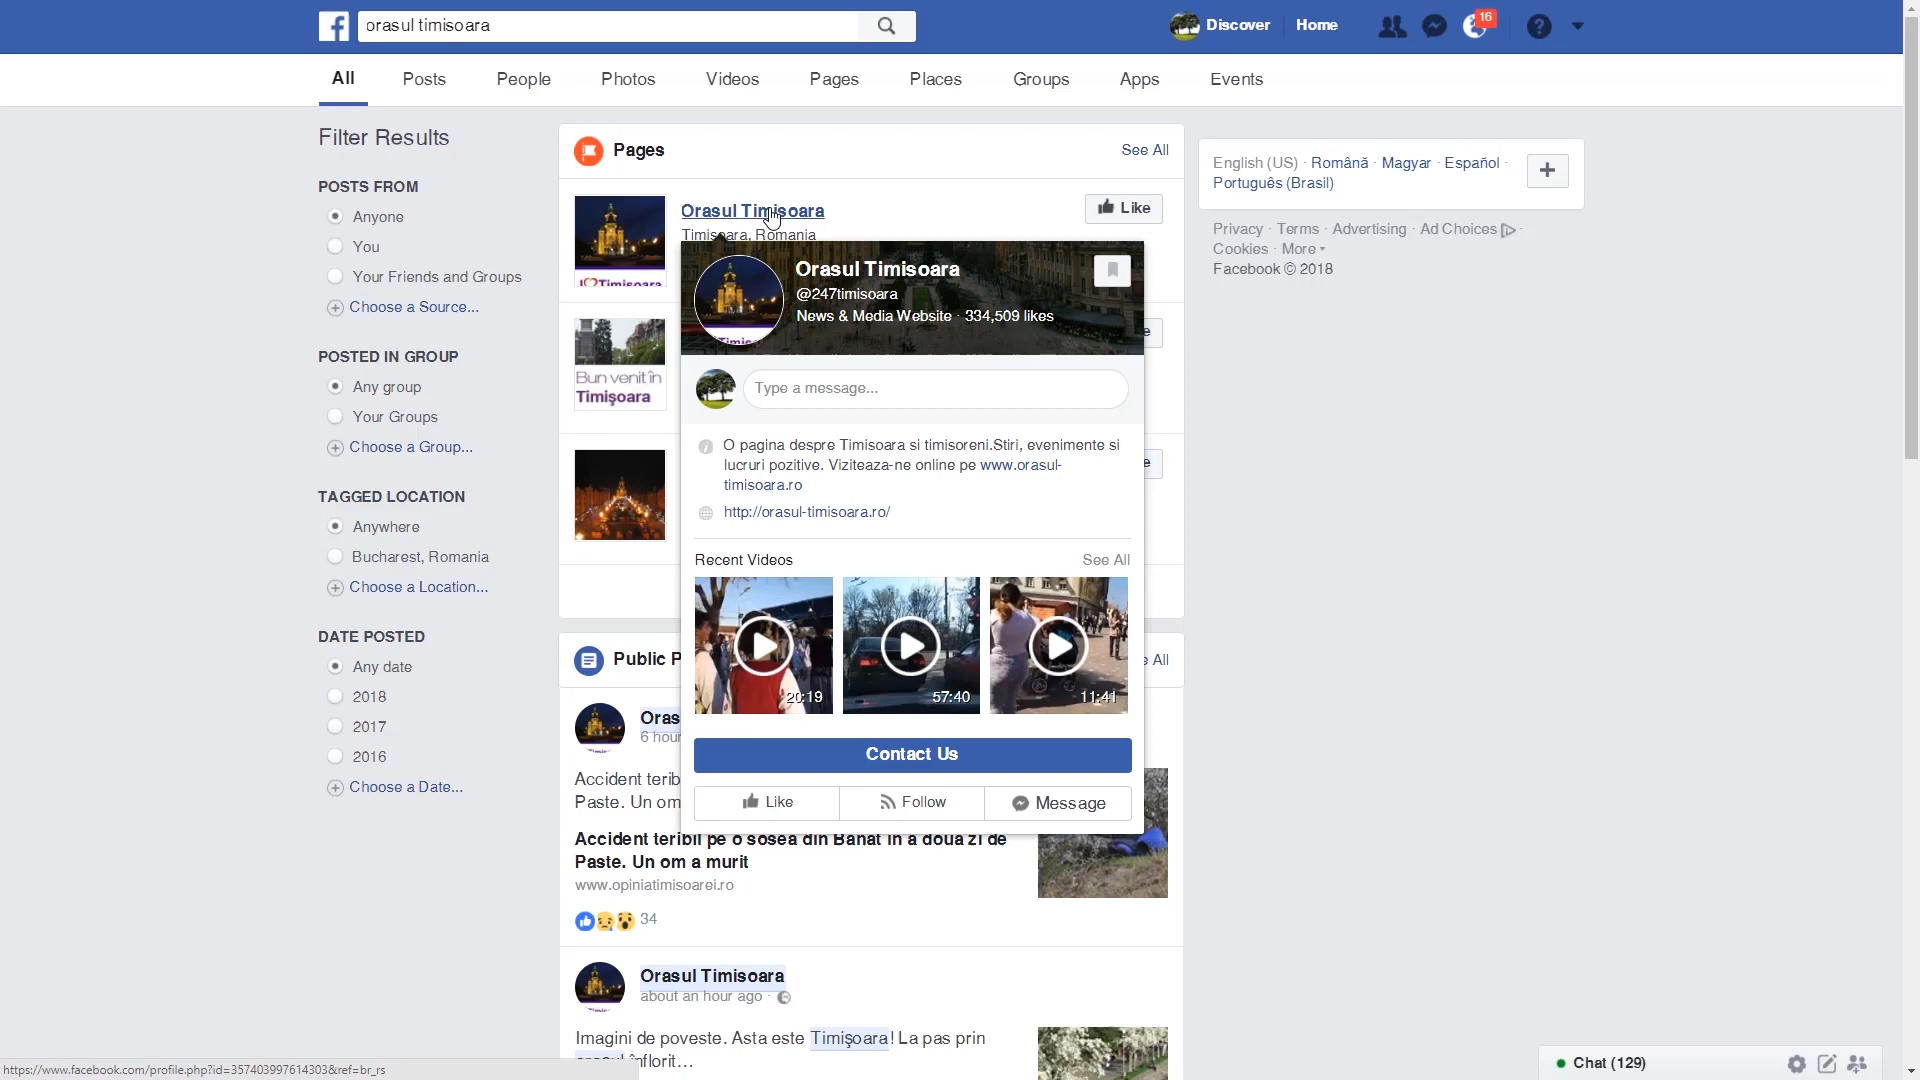 orasul timisoara
Discover
Home
16
All
Posts
People
Photos
Videos
Pages
Places
Groups
Apps
Events
Filter Results
POSTS FROM
Anyone
You
Your Friends and Groups
Choose a Source...
POSTED IN GROUP
Any group
Your Groups
Choose a Group...
TAGGED LOCATION
Anywhere
Bucharest, Romania
Choose a Location...
DATE POSTED
Any date
2018
2017
2016
Choose a Date...
Pages
See All
Orasul Timisoara
Like
Timisoara, Romania
Timisoara
Bun venit în
Timişoara
Orasul Timisoara
@247timisoara
News & Media Website · 334,509 likes
Type a message...
O pagina despre Timisoara si timisoreni.Stiri, evenimente si
lucruri pozitive. Viziteaza-ne online pe www.orasul-
timisoara.ro
http://orasul-timisoara.ro/
Recent Videos
See All
20:19
57:40
11:41
Contact Us
Like
Follow
Message
Public P
All
Oras
6 hour
Accident terib
Paste. Un om
Accident teribil pe o sosea din Banat in a doua zi de
Paste. Un om a murit
www.opiniatimisoarei.ro
34
Orasul Timisoara
about an hour ago ·
Imagini de poveste. Asta este Timişoara! La pas prin
înflorit...
English (US) · Română · Magyar · Español ·
Português (Brasil)
Privacy · Terms · Advertising · Ad Choices ·
Cookies · More
Facebook © 2018
https://www.facebook.com/profile.php?id=357403997614303&ref=br_rs
Chat (129)